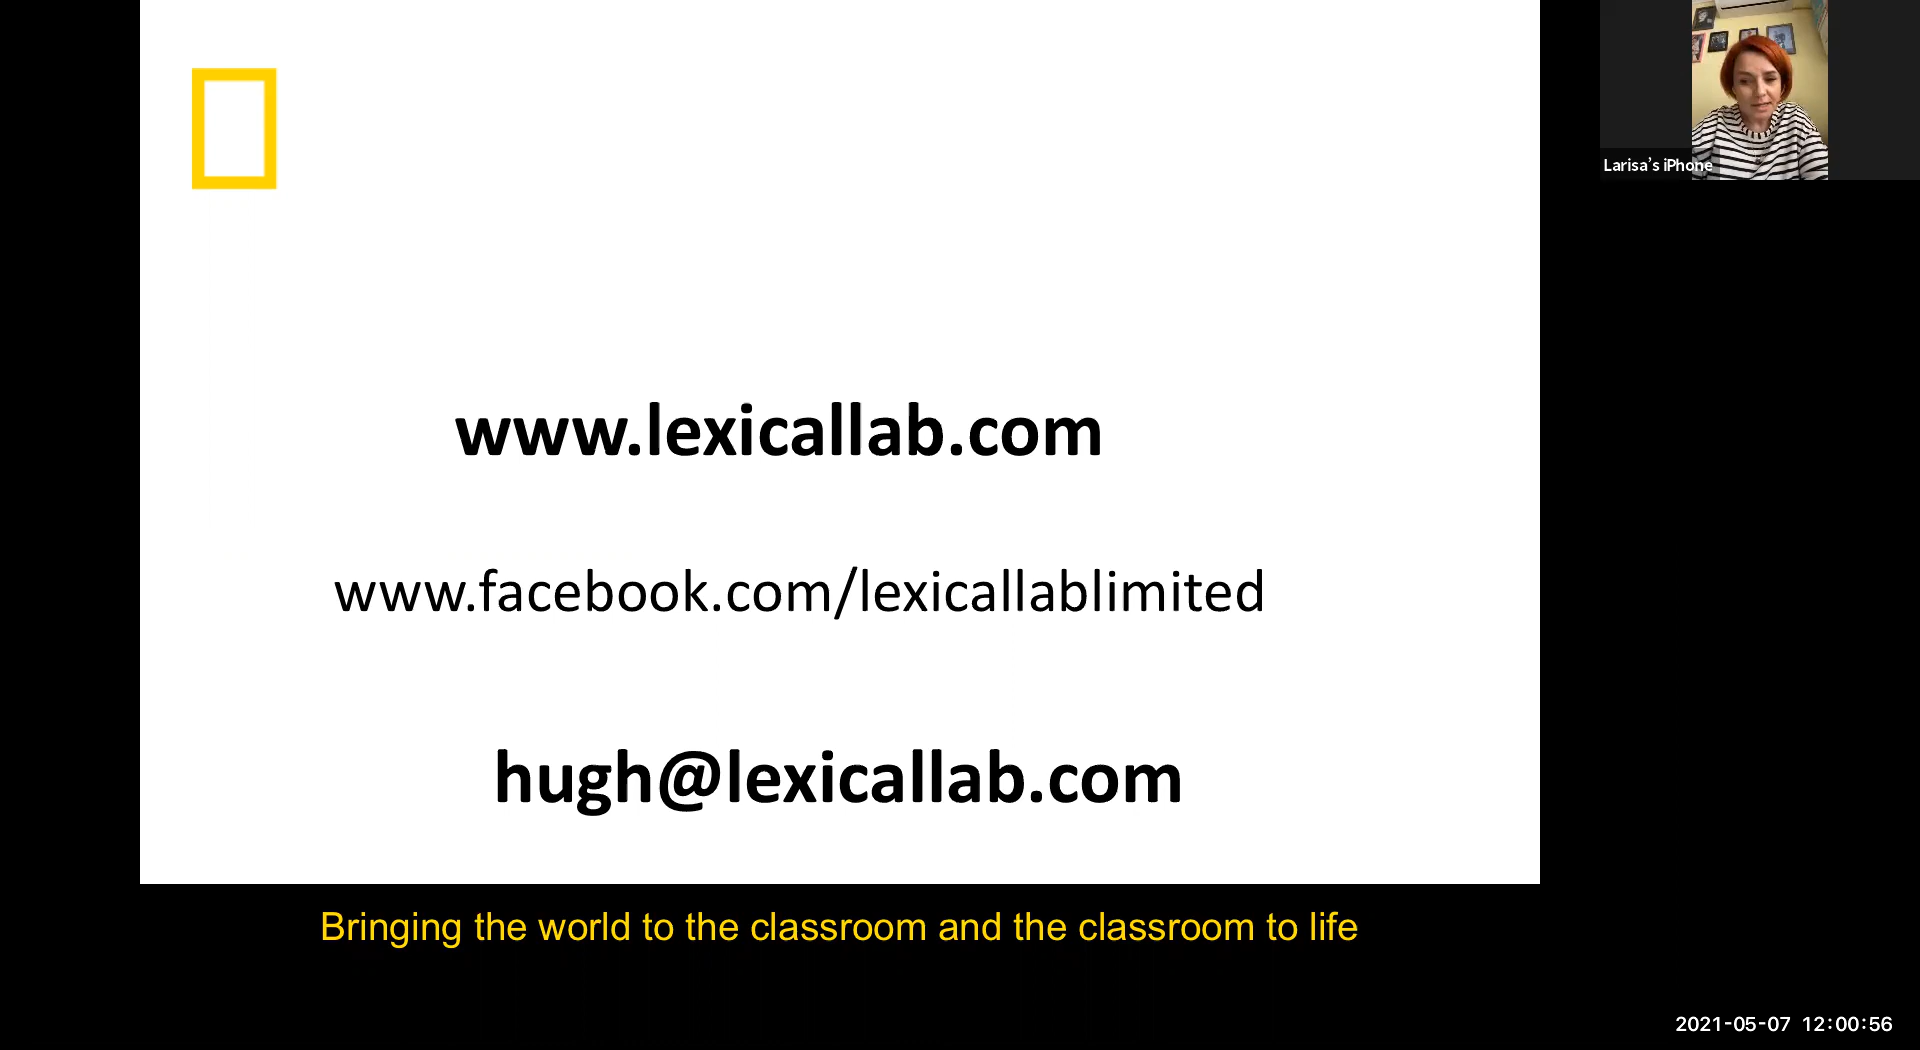 Larisa's iPhone
www.lexicallab.com
www.facebook.com/lexicallablimited
hugh@lexicallab.com
Bringing the world to the classroom and the classroom to life
2021-05-07 12:00:56